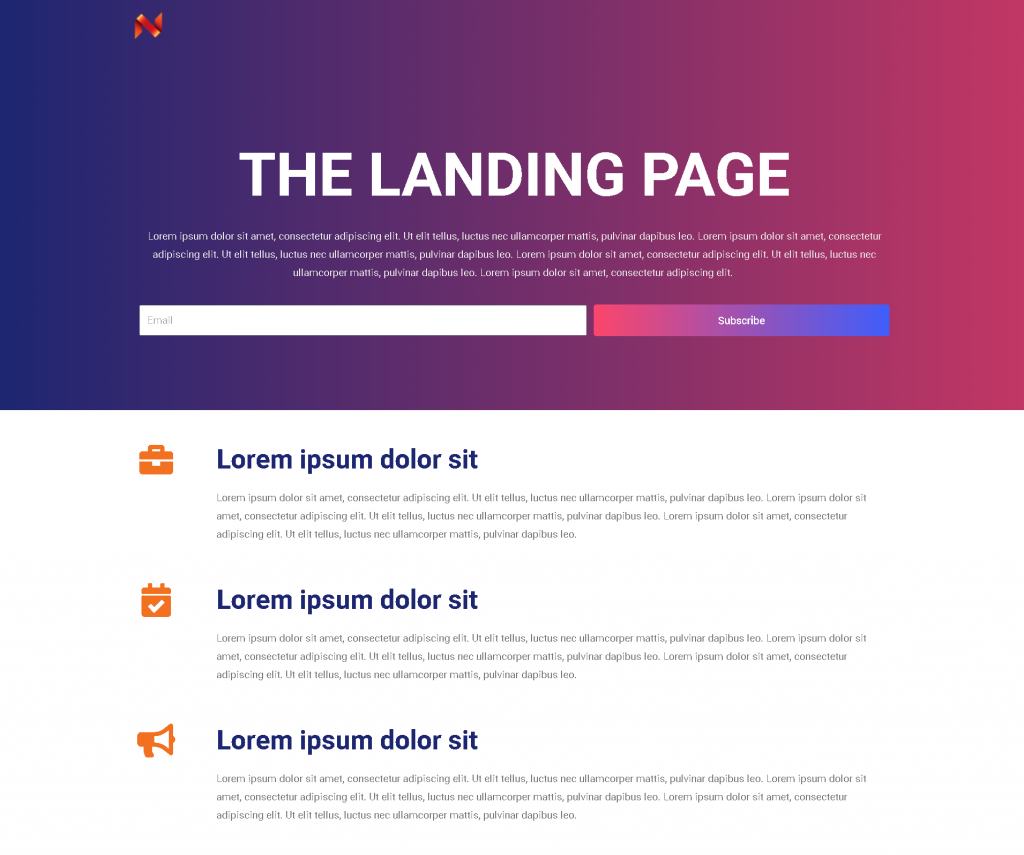 THE LANDING PAGE
Lorem ipsum dolor sit amet, consectetur adipiscing elit. Ut elit tellus, luctus nec ullamcorper mattis, pulvinar dapibus leo. Lorem ipsum dolor sit amet, consectetur
adipiscing elit. Ut elit tellus, luctus nec ullamcorper mattis, pulvinar dapibus leo. Lorem ipsum dolor sit amet, consectetur adipiscing elit. Ut elit tellus, luctus nec
ullamcorper mattis, pulvinar dapibus leo. Lorem ipsum dolor sit amet, consectetur adipiscing elit.
Email
Subscribe
Lorem ipsum dolor sit
Lorem ipsum dolor sit amet, consectetur adipiscing elit. Ut elit tellus, luctus nec ullamcorper mattis, pulvinar dapibus leo. Lorem ipsum dolor sit
amet, consectetur adipiscing elit. Ut elit tellus, luctus nec ullamcorper mattis, pulvinar dapibus leo. Lorem ipsum dolor sit amet, consectetur
adipiscing elit. Ut elit tellus, luctus nec ullamcorper mattis, pulvinar dapibus leo.
Lorem ipsum dolor sit
Lorem ipsum dolor sit amet, consectetur adipiscing elit. Ut elit tellus, luctus nec ullamcorper mattis, pulvinar dapibus leo. Lorem ipsum dolor sit
amet, consectetur adipiscing elit. Ut elit tellus, luctus nec ullamcorper mattis, pulvinar dapibus leo. Lorem ipsum dolor sit amet, consectetur
adipiscing elit. Ut elit tellus, luctus nec ullamcorper mattis, pulvinar dapibus leo.
Lorem ipsum dolor sit
Lorem ipsum dolor sit amet, consectetur adipiscing elit. Ut elit tellus, luctus nec ullamcorper mattis, pulvinar dapibus leo. Lorem ipsum dolor sit
amet, consectetur adipiscing elit. Ut elit tellus, luctus nec ullamcorper mattis, pulvinar dapibus leo. Lorem ipsum dolor sit amet, consectetur
adipiscing elit. Ut elit tellus, luctus nec ullamcorper mattis, pulvinar dapibus leo.